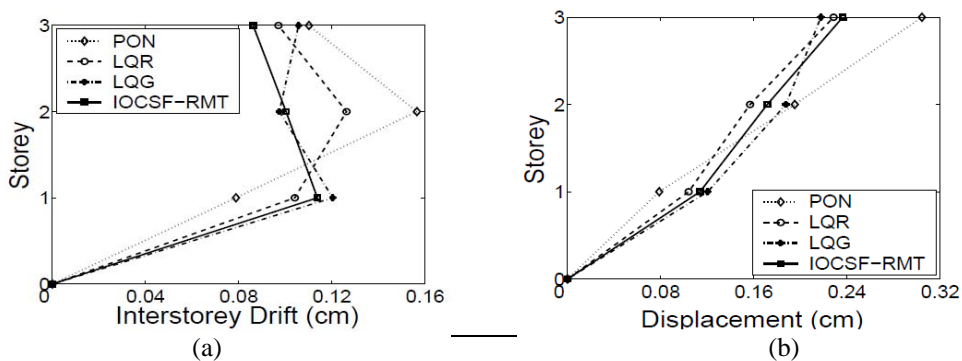 3
2
1
0
Storey
PON
LQR
LQG
IOCSF-RMT
0
0.04
0.08
0.12
0.16
Interstorey Drift (cm)
(a)
3
2
1
0
Storey
PON
LQR
LQG
IOCSF-RMT
0
0.08
0.16
0.24
0.32
Displacement (cm)
(b)